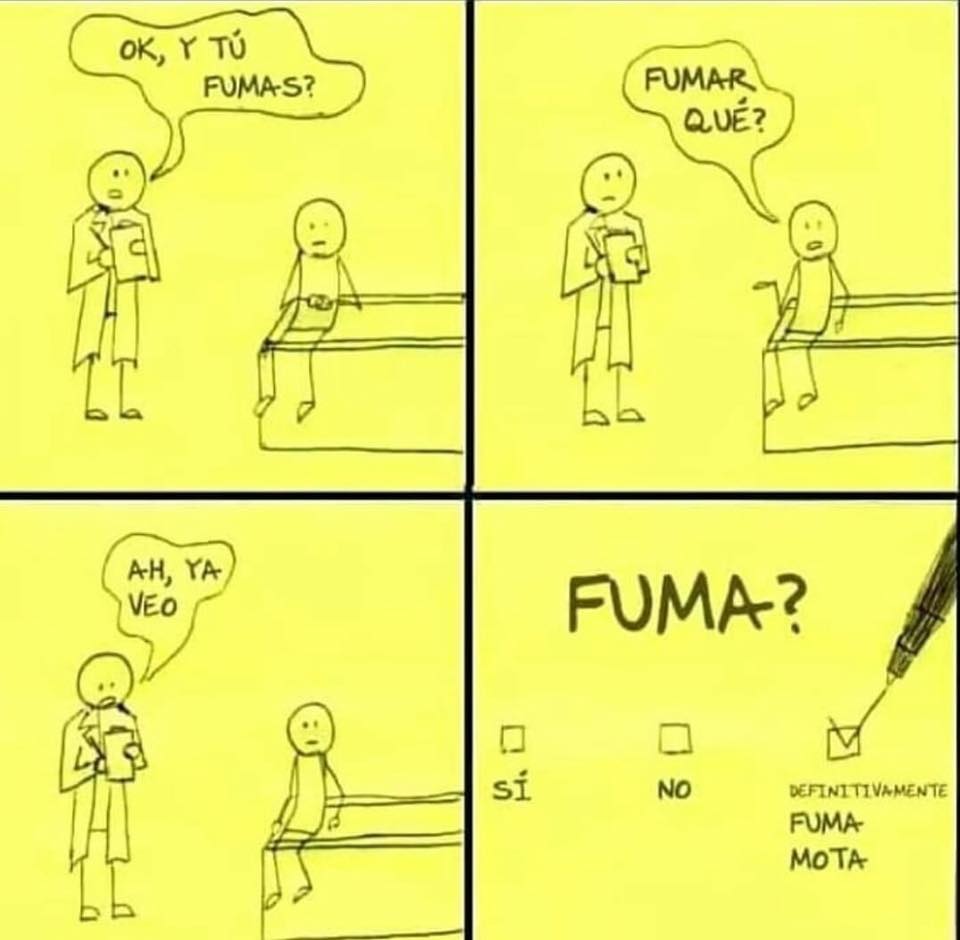 OK, Y TÚ
FUMAS?
FUMAR
QUÉ?
AH, YA
VEO
FUMA?
SÍ
NO
DEFINITIVAMENTE
FUMA
MOTA